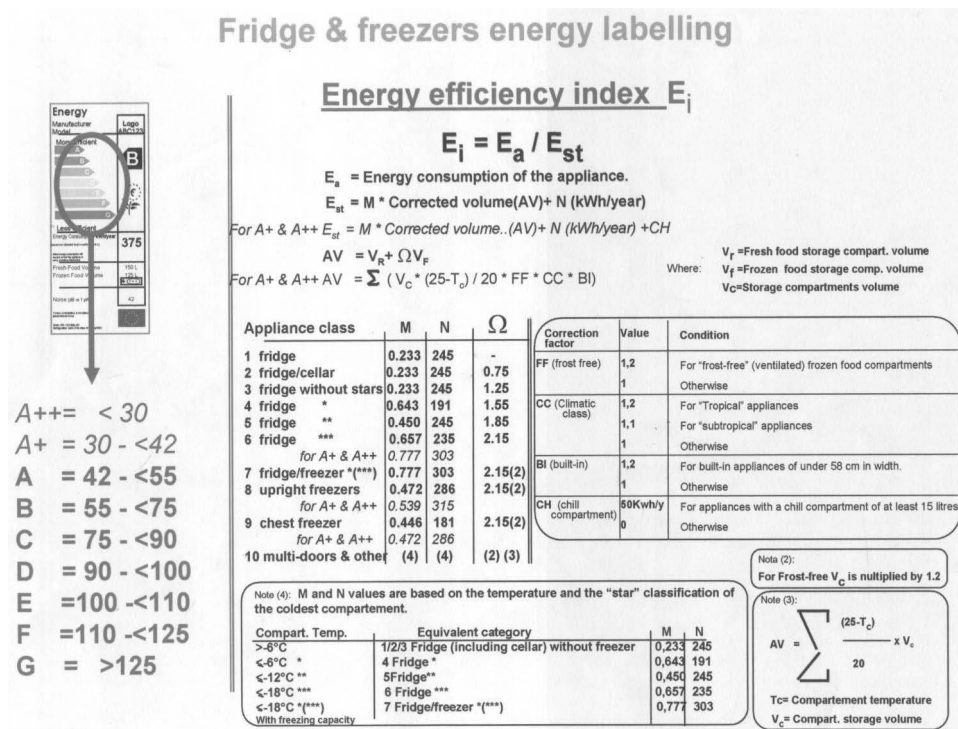 Fridge & freezers energy labelling
Energy efficiency index Ei
Ei = Ea / Est
Ea = Energy consumption of the appliance.
Est = M * Corrected volume(AV)+ N (kWh/year)
For A+ & A++ Est = M * Corrected volume..(AV)+ N (kWh/year) +CH
AV = VR+ ΩVF
For A+ & A++ AV = Σ ( VC* (25-Tc) / 20 * FF * CC * BI)
Where:
Vr =Fresh food storage compart. volume
Vf =Frozen food storage comp. volume
Vc=Storage compartments volume
Energy
Manufacturer
Model
Logo
ABC123
More efficient
B
Less efficient
375
Fresh Food Volume 150 L
Frozen Food Volume 125 L
42
A++= < 30
A+ = 30 - <42
A = 42 - <55
B = 55 - <75
C = 75 - <90
D = 90 - <100
E =100 -<110
F =110 -<125
G = >125
Appliance class M N Ω
1 fridge 0.233 245 -
2 fridge/cellar 0.233 245 0.75
3 fridge without stars 0.233 245 1.25
4 fridge * 0.643 191 1.55
5 fridge ** 0.450 245 1.85
6 fridge *** 0.657 235 2.15
for A+ & A++ 0.777 303
7 fridge/freezer *(***) 0.777 303 2.15(2)
8 upright freezers 0.472 286 2.15(2)
for A+ & A++ 0.539 315
9 chest freezer 0.446 181 2.15(2)
for A+ & A++ 0.472 286
10 multi-doors & other (4) (4) (2) (3)
Correction factor Value Condition
FF (frost free) 1,2 For "frost-free" (ventilated) frozen food compartments
1 Otherwise
CC (Climatic class) 1,2 For "Tropical" appliances
1,1 For "subtropical" appliances
1 Otherwise
BI (built-in) 1,2 For built-in appliances of under 58 cm in width.
1 Otherwise
CH (chill compartment) 50Kwh/y For appliances with a chill compartment of at least 15 litres
0 Otherwise
Nota (2):
For Frost-free VC is nultiplied by 1.2
Note (4): M and N values are based on the temperature and the "star" classification of
the coldest compartement.
Compart. Temp. Equivalent category M N
>-6°C 1/2/3 Fridge (including cellar) without freezer 0,233 245
≤-6°C * 4 Fridge * 0,643 191
≤-12°C ** 5Fridge** 0,450 245
≤-18°C *** 6 Fridge *** 0,657 235
≤-18°C *(***) 7 Fridge/freezer *(***) 0,777 303
With freezing capacity
Note (3):
AV = Σ (25-Tc) / 20 x Vc
Tc= Compartement temperature
Vc= Compart. storage volume